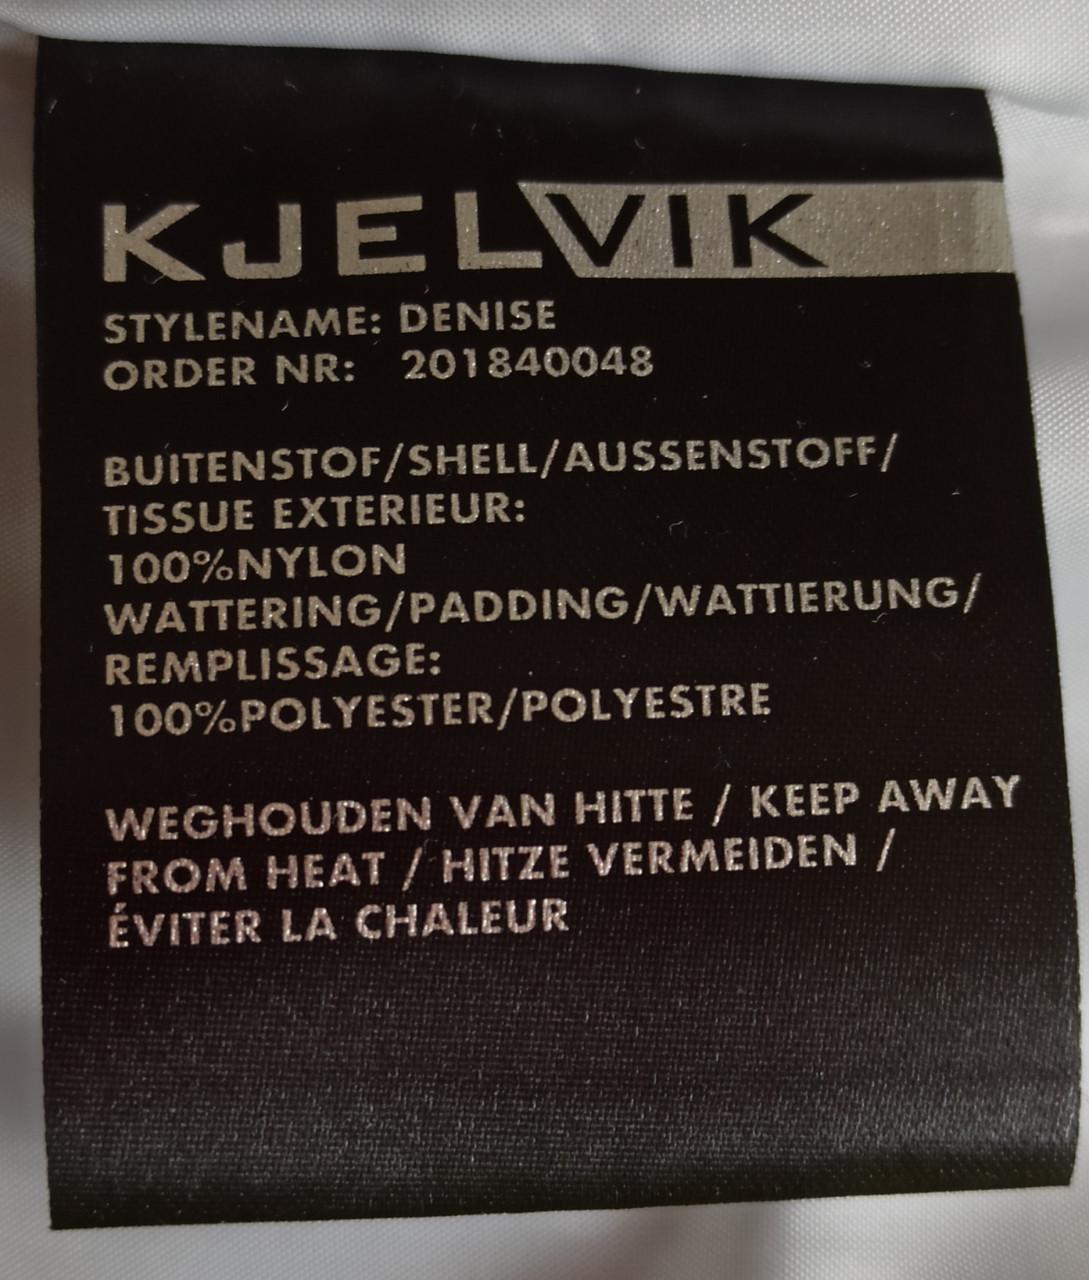 KJELVIK
STYLENAME: DENISE
ORDER NR: 201840048
BUITENSTOF/SHELL/AUSSENSTOFF/
TISSUE EXTERIEUR:
100%NYLON
WATTERING/PADDING/WATTIERUNG/
REMPLISSAGE:
100%POLYESTER/POLYESTRE
WEGHOUDEN VAN HITTE / KEEP AWAY
FROM HEAT / HITZE VERMEIDEN /
ÉVITER LA CHALEUR